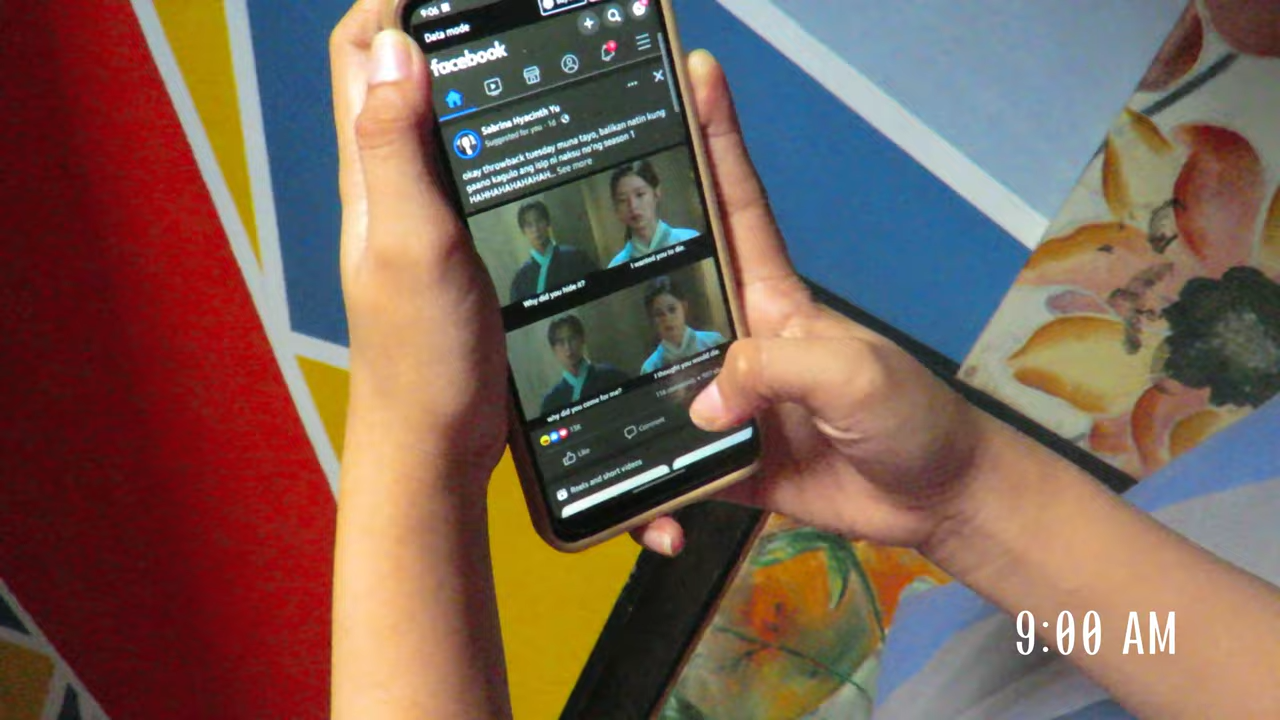 9:06
Data mode
facebook
Sabrina Hyacinth Yu
Suggested for you · 1d ·
okay throwback tuesday muna tayo, balikan natin kung
gaano kagulo ang isip ni naksu no'ng season 1
HAHHAHAHAHAHAH... See more
I wanted you to die.
Why did you hide it?
I thought you would die.
why did you come for me?
13K
Like
Comment
Reels and short videos
9:00 AM